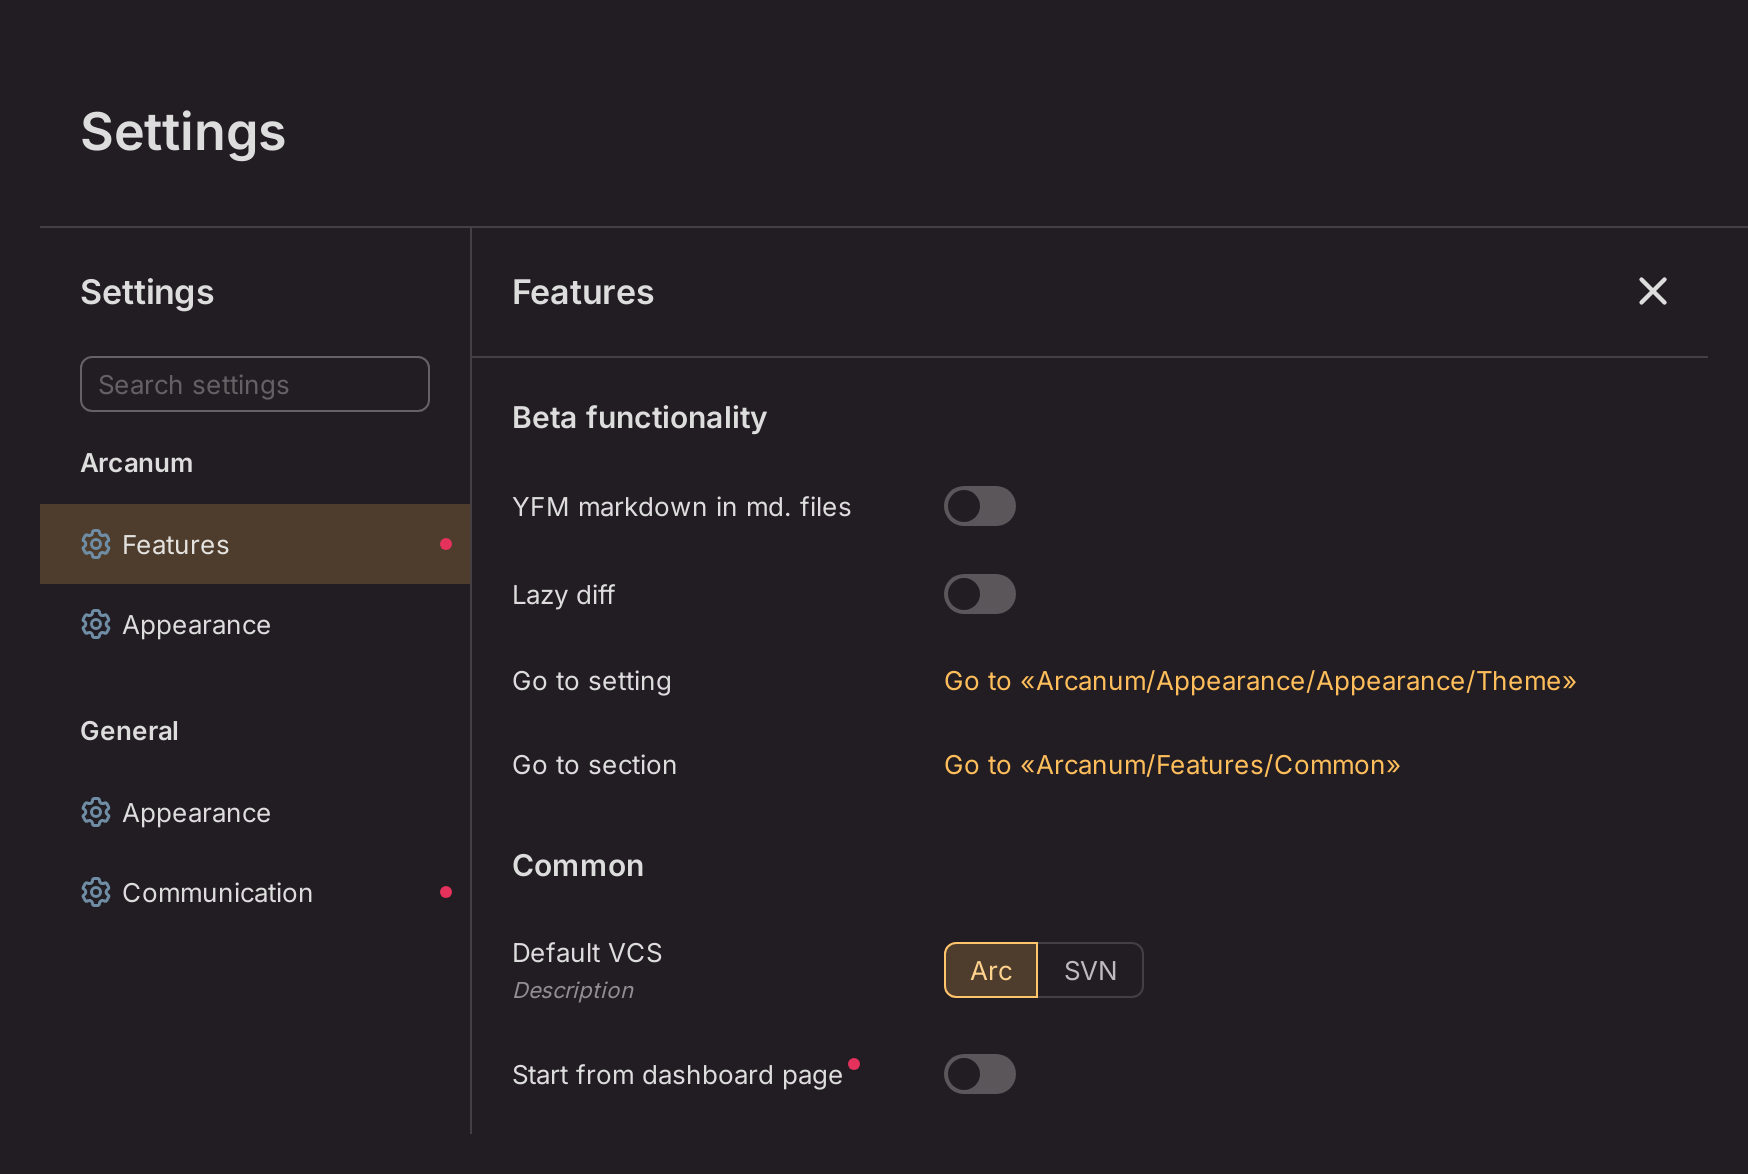 Settings
Settings
Search settings
Arcanum
Features
Appearance
General
Appearance
Communication
Features
Beta functionality
YFM markdown in md. files
Lazy diff
Go to setting
Go to «Arcanum/Appearance/Appearance/Theme»
Go to section
Go to «Arcanum/Features/Common»
Common
Default VCS
Description
Arc
SVN
Start from dashboard page